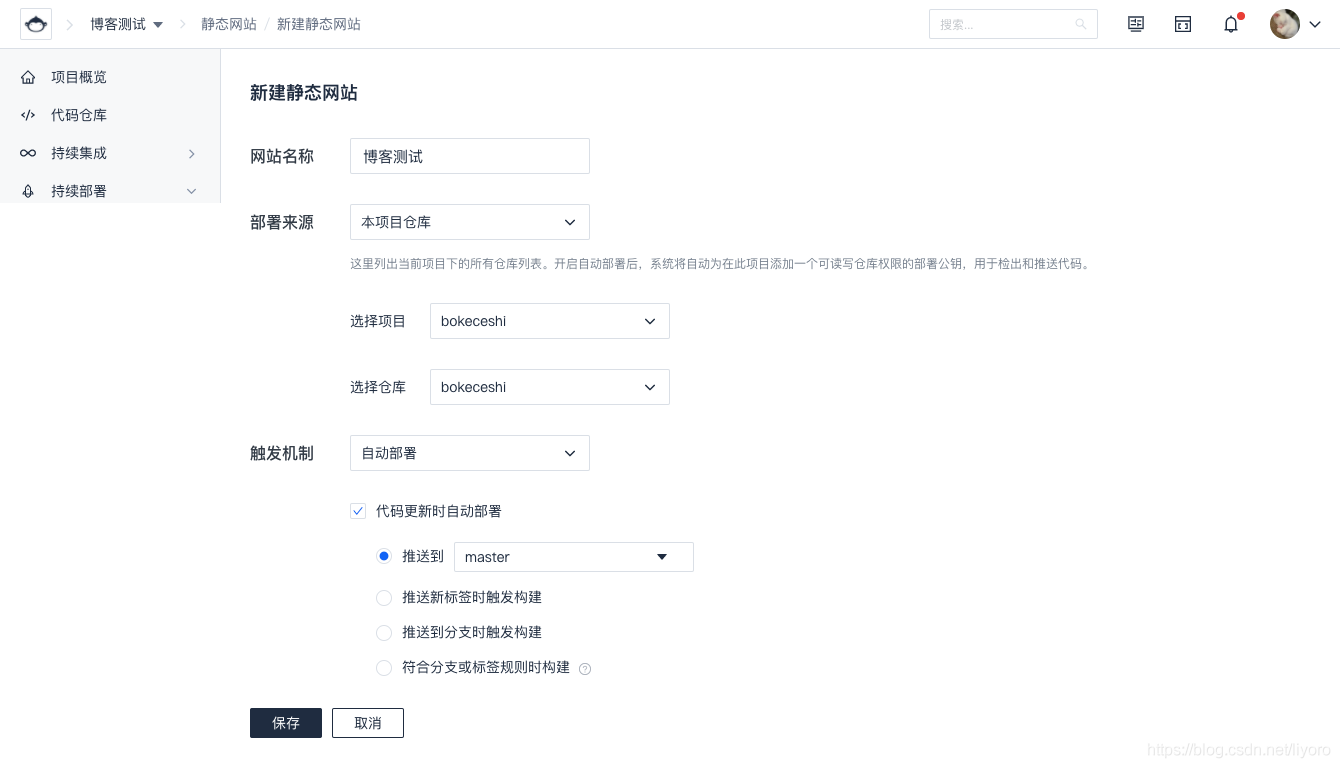 博客测试 静态网站 / 新建静态网站 搜索...
项目概览
代码仓库
持续集成
持续部署
新建静态网站
网站名称 博客测试
部署来源 本项目仓库
这里列出当前项目下的所有仓库列表。开启自动部署后，系统将自动为在此项目添加一个可读写仓库权限的部署公钥，用于检出和推送代码。
选择项目 bokeceshi
选择仓库 bokeceshi
触发机制 自动部署
代码更新时自动部署
推送到 master
推送新标签时触发构建
推送到分支时触发构建
符合分支或标签规则时构建 ?
保存 取消
https://blog.csdn.net/liyoro